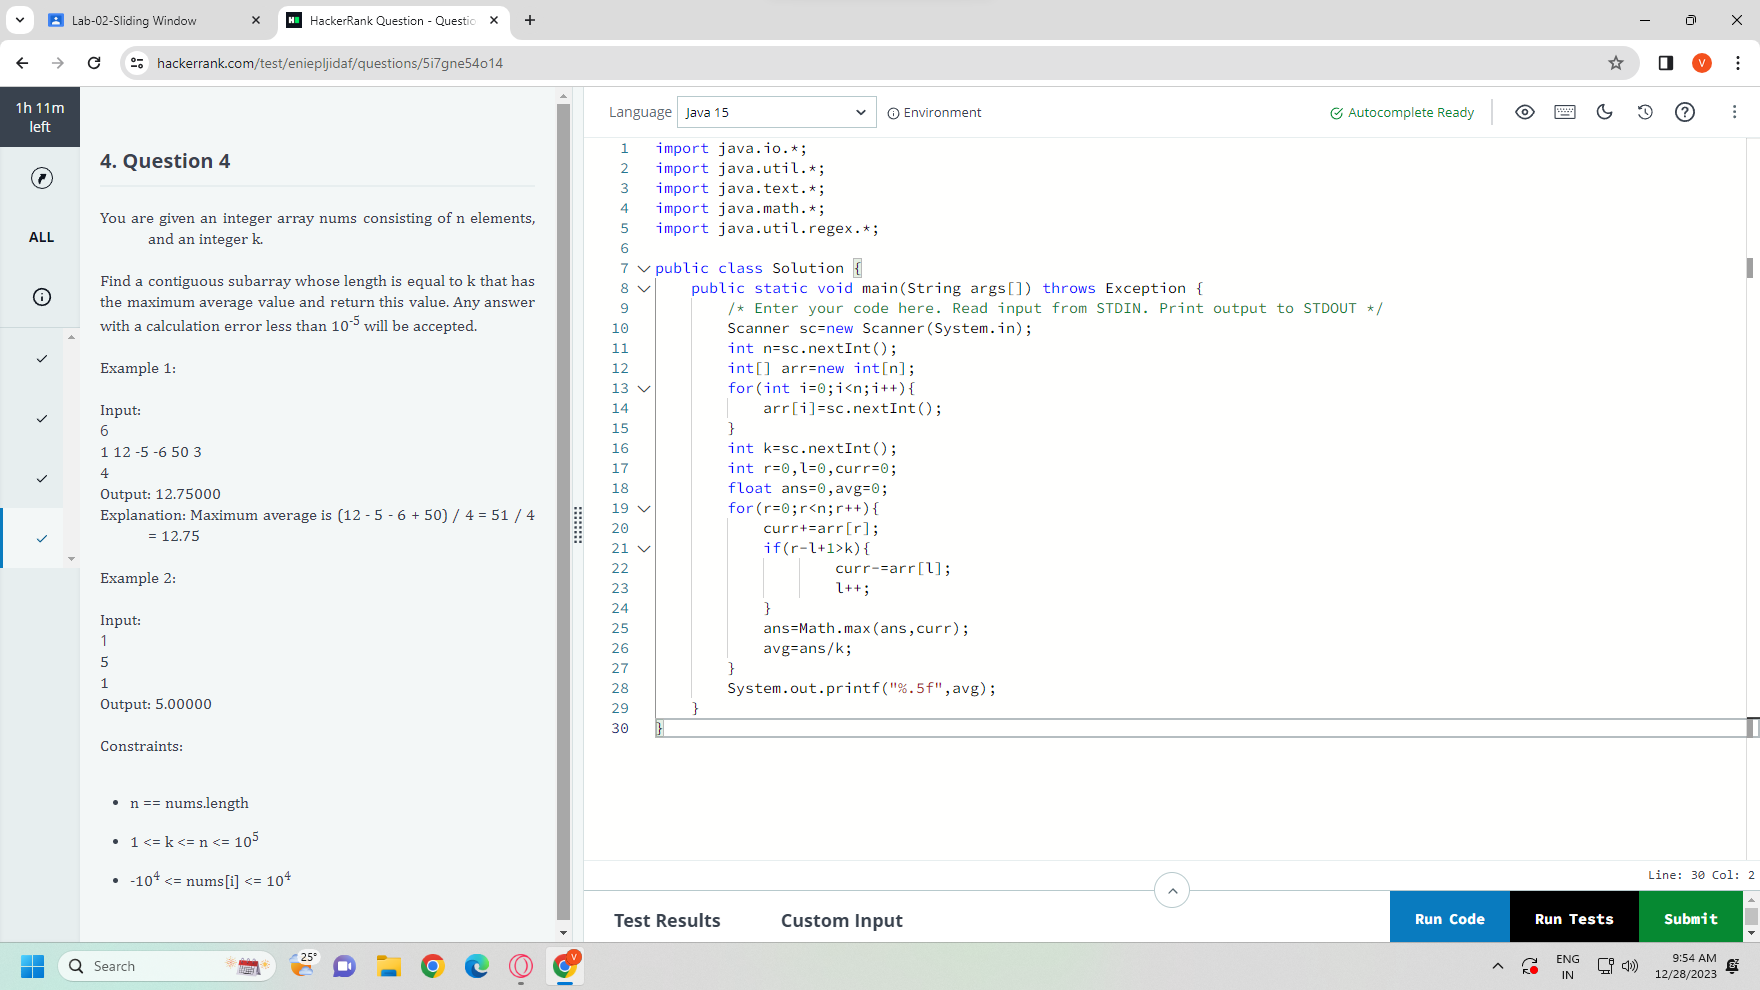 Lab-02-Sliding Window
HackerRank Question - Questio
hackerrank.com/test/eniepljidaf/questions/5i7gne54o14
V
1h 11m
left
ALL
4. Question 4
You are given an integer array nums consisting of n elements,
and an integer k.
Find a contiguous subarray whose length is equal to k that has
the maximum average value and return this value. Any answer
with a calculation error less than 10-5 will be accepted.
Example 1:
Input:
6
1 12 -5 -6 50 3
4
Output: 12.75000
Explanation: Maximum average is (12 - 5 - 6 + 50) / 4 = 51 / 4
= 12.75
Example 2:
Input:
1
5
1
Output: 5.00000
Constraints:
• n == nums.length
• 1 <= k <= n <= 10^5
• -10^4 <= nums[i] <= 10^4
Language Java 15 Environment Autocomplete Ready
1 import java.io.*;
2 import java.util.*;
3 import java.text.*;
4 import java.math.*;
5 import java.util.regex.*;
6
7 public class Solution {
8 public static void main(String args[]) throws Exception {
9 /* Enter your code here. Read input from STDIN. Print output to STDOUT */
10 Scanner sc=new Scanner(System.in);
11 int n=sc.nextInt();
12 int[] arr=new int[n];
13 for(int i=0;i<n;i++){
14 arr[i]=sc.nextInt();
15 }
16 int k=sc.nextInt();
17 int r=0,l=0,curr=0;
18 float ans=0,avg=0;
19 for(r=0;r<n;r++){
20 curr+=arr[r];
21 if(r-l+1>k){
22 curr-=arr[l];
23 l++;
24 }
25 ans=Math.max(ans,curr);
26 avg=ans/k;
27 }
28 System.out.printf("%.5f",avg);
29 }
30 }
Line: 30 Col: 2
Test Results Custom Input Run Code Run Tests Submit
Search
25°
V
ENG
IN
9:54 AM
12/28/2023